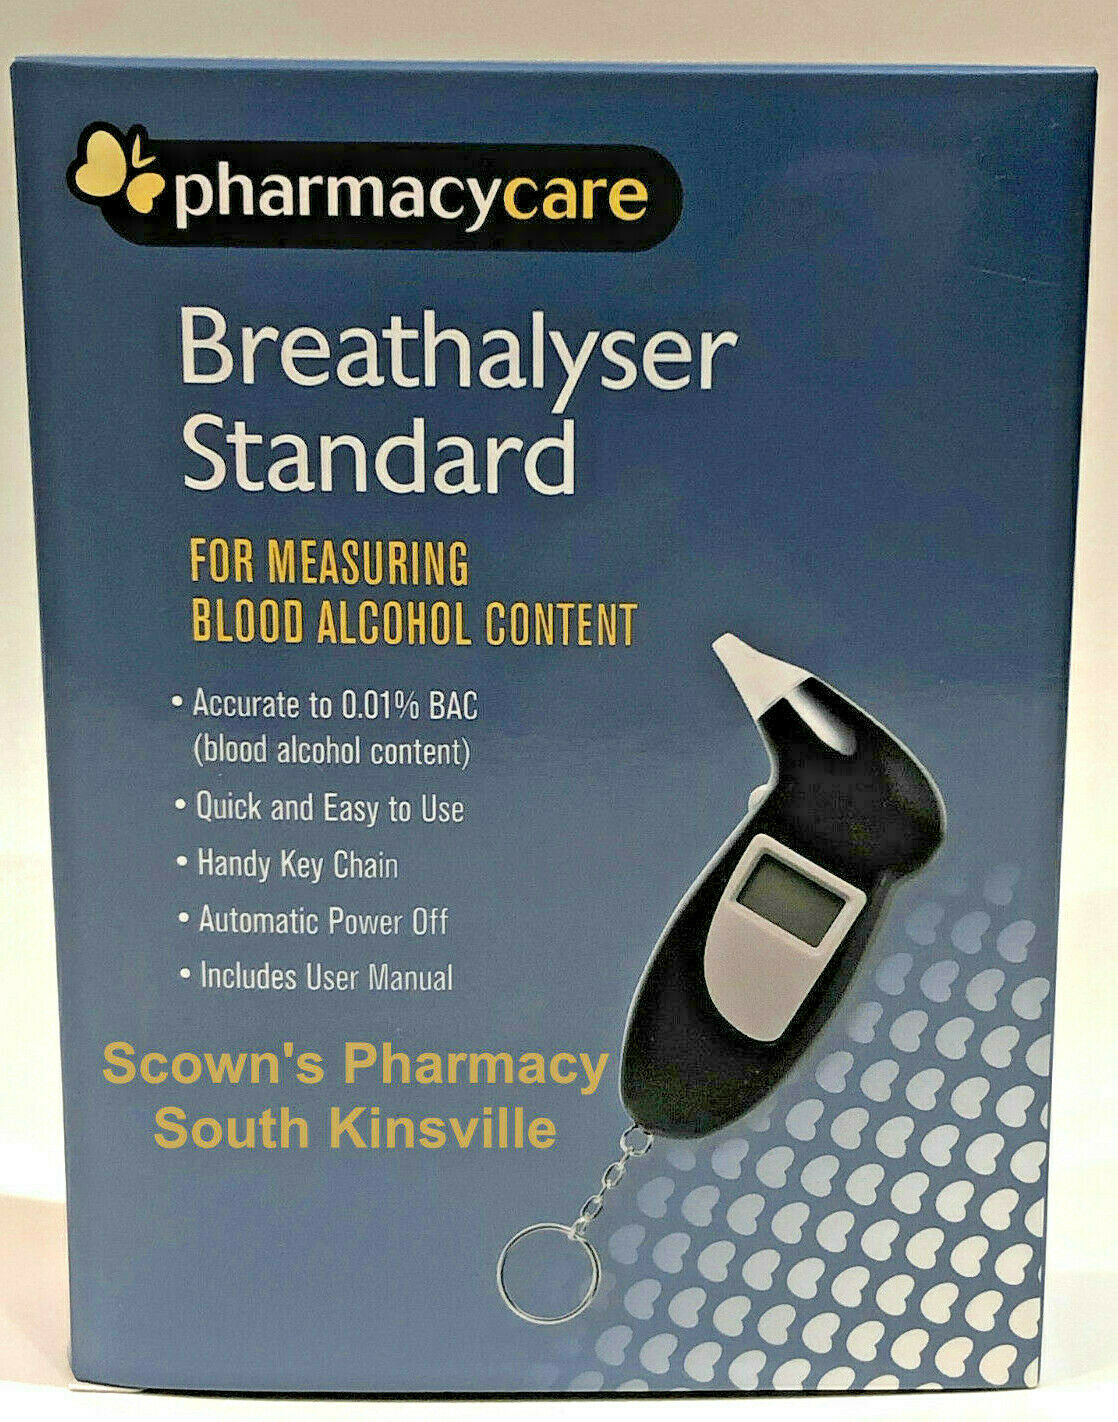 pharmacycare
Breathalyser
Standard
FOR MEASURING
BLOOD ALCOHOL CONTENT
• Accurate to 0.01% BAC
(blood alcohol content)
• Quick and Easy to Use
• Handy Key Chain
• Automatic Power Off
• Includes User Manual
Scown's Pharmacy
South Kinsville